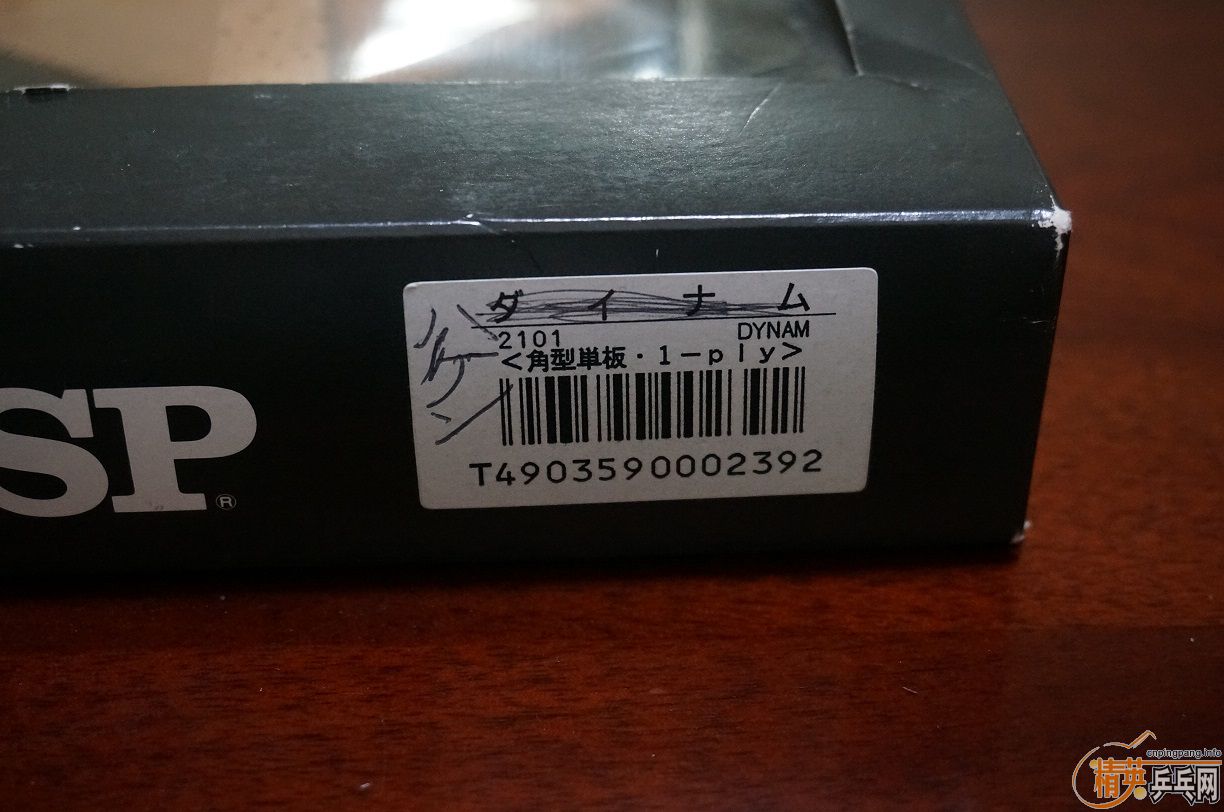 SP®
ダイナム
2101 DYNAM
<角型単板・1-ply>
T4903590002392
cnpingpang.info
精英乒乓网